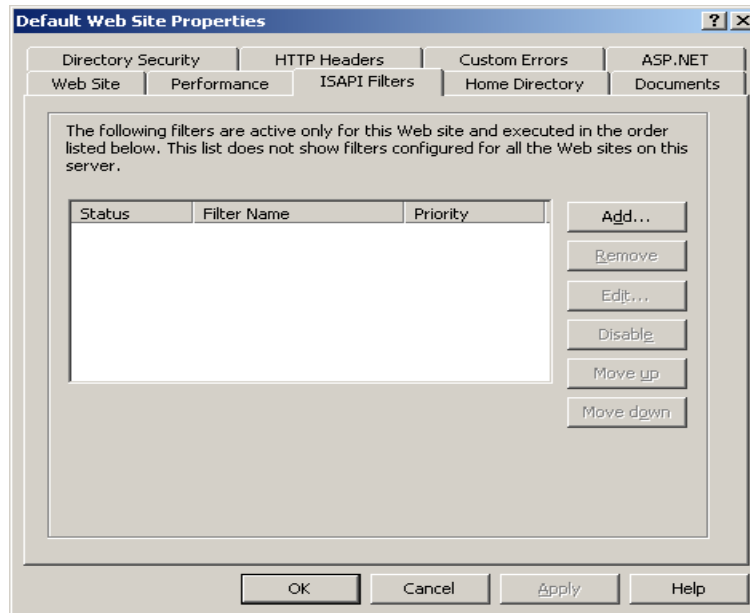 Default Web Site Properties
Directory Security HTTP Headers Custom Errors ASP.NET
Web Site Performance ISAPI Filters Home Directory Documents
The following filters are active only for this Web site and executed in the order
listed below. This list does not show filters configured for all the Web sites on this
server.
Status Filter Name Priority
Add...
Remove
Edit...
Disable
Move up
Move down
OK Cancel Apply Help